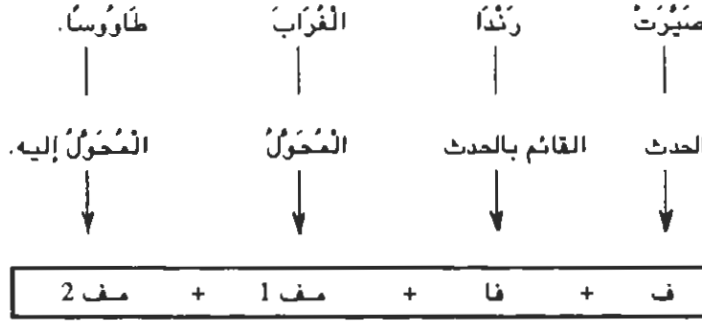 صَيَّرَتْ رَنْدَا الْغُرَابَ طَاوُوسًا.
الحدث القائم بالحدث الْمُحَوَّلُ الْمُحَوَّلُ إليه.
ف + فا + مف 1 + مف 2